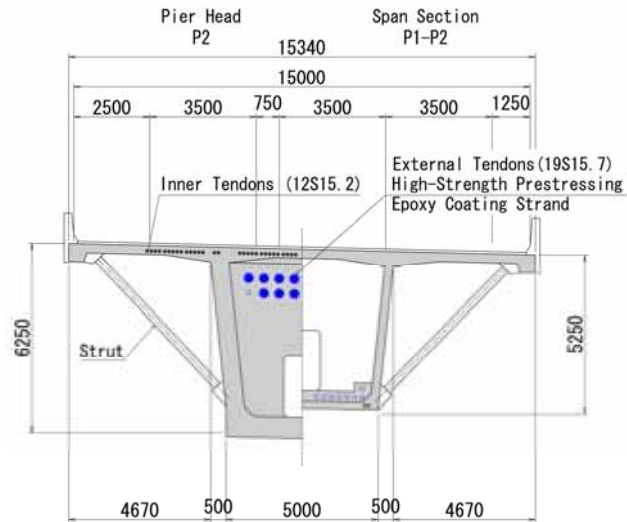 Pier Head
P2
Span Section
P1-P2
15340
15000
2500
3500
750
3500
3500
1250
External Tendons(19S15.7)
High-Strength Prestressing
Epoxy Coating Strand
Inner Tendons (12S15.2)
6250
5250
Strut
4670
500
5000
500
4670